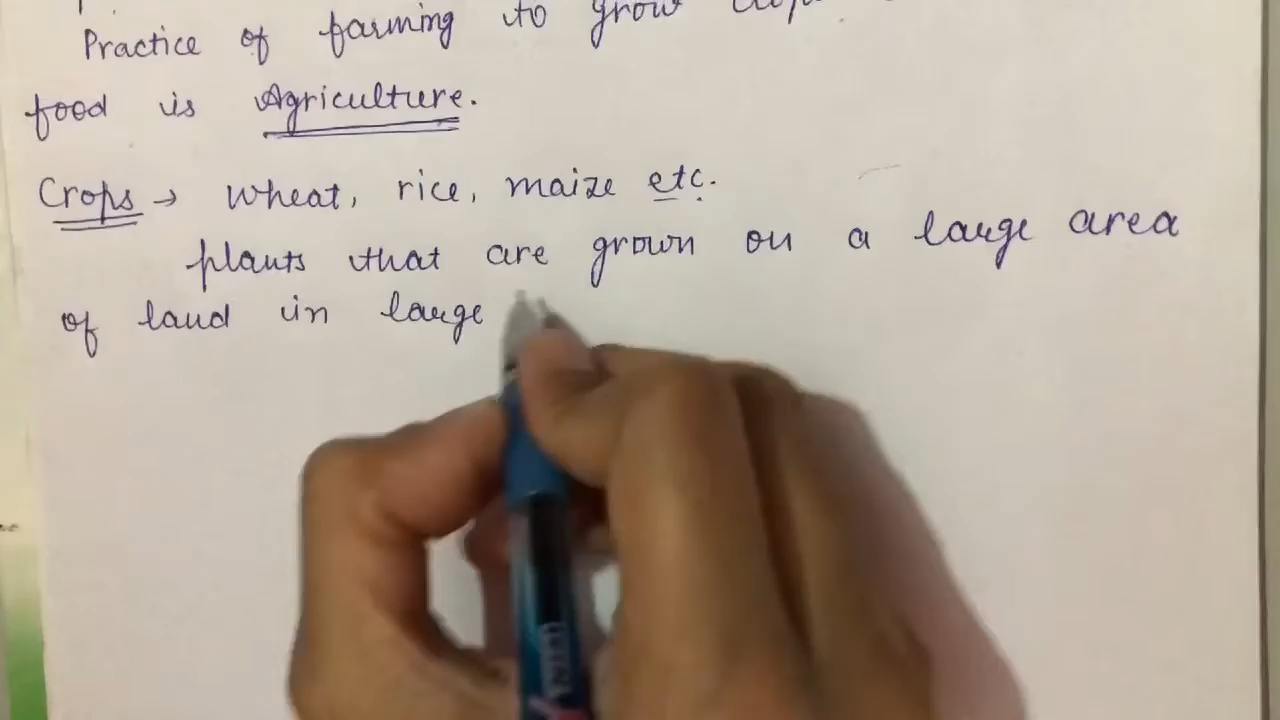 Practice of farming to grow crops
food is Agriculture.
Crops → wheat, rice, maize etc.
plants that are grown on a large area
of land in large